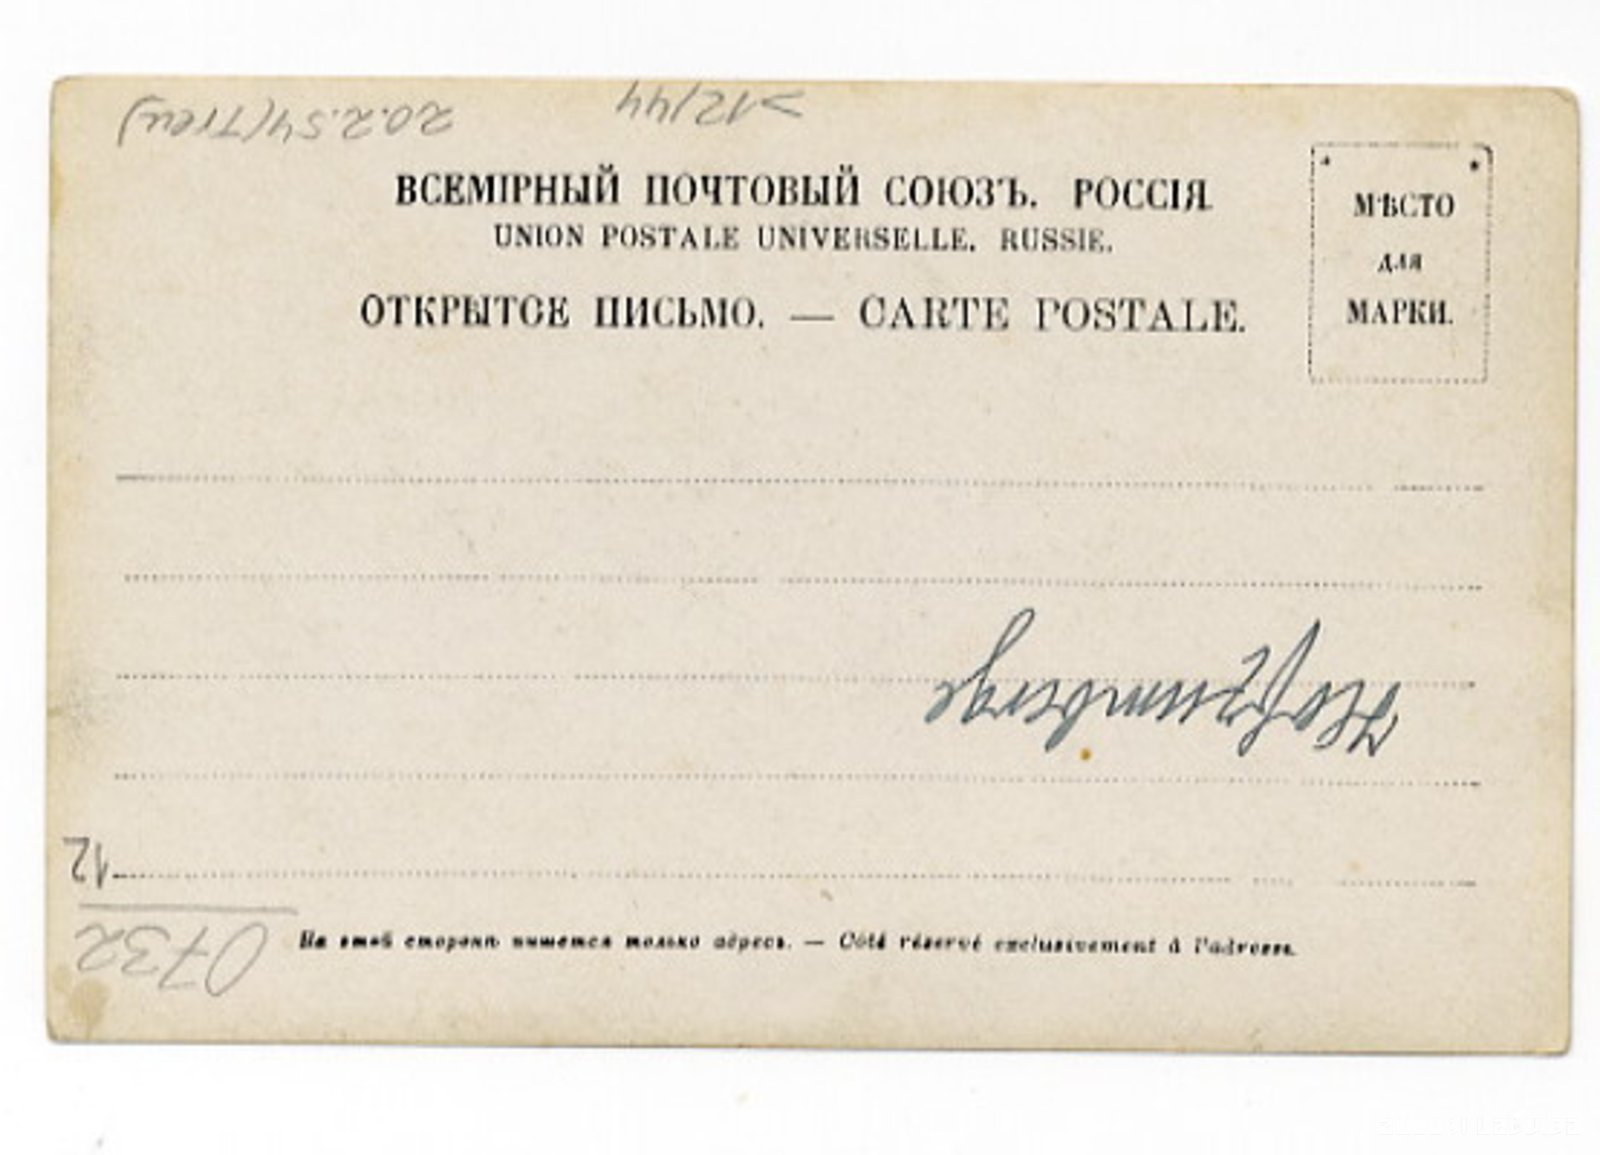 20.2.54 (Treu)
>12/44
ВСЕМІРНЫЙ ПОЧТОВЫЙ СОЮЗЪ. РОССІЯ
UNION POSTALE UNIVERSELLE. RUSSIE.
ОТКРЫТОЕ ПИСЬМО. — CARTE POSTALE.
МѢСТО
ДЛЯ
МАРКИ.
12
0732
На этой сторонѣ пишется только адресъ. — Côté réservé exclusivement à l'adresse.